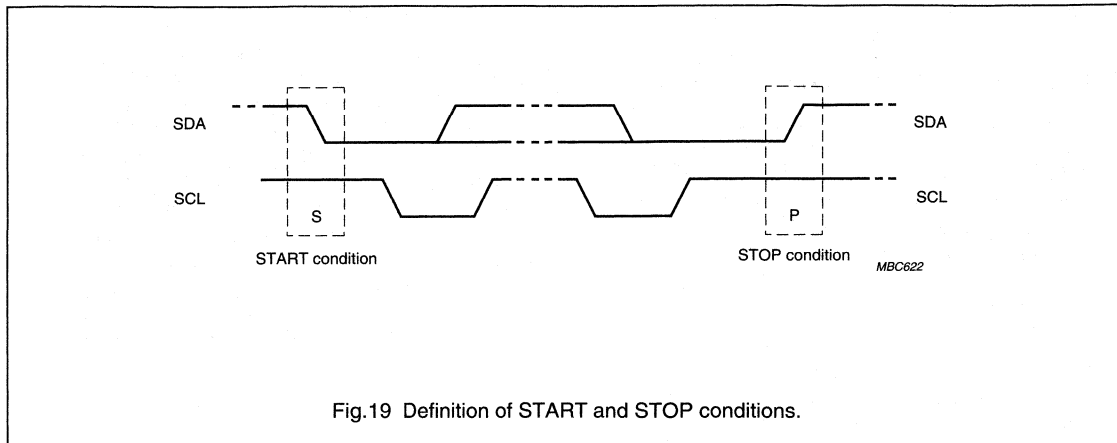 SDA
SDA
SCL
SCL
S
P
START condition
STOP condition
MBC622
Fig.19 Definition of START and STOP conditions.